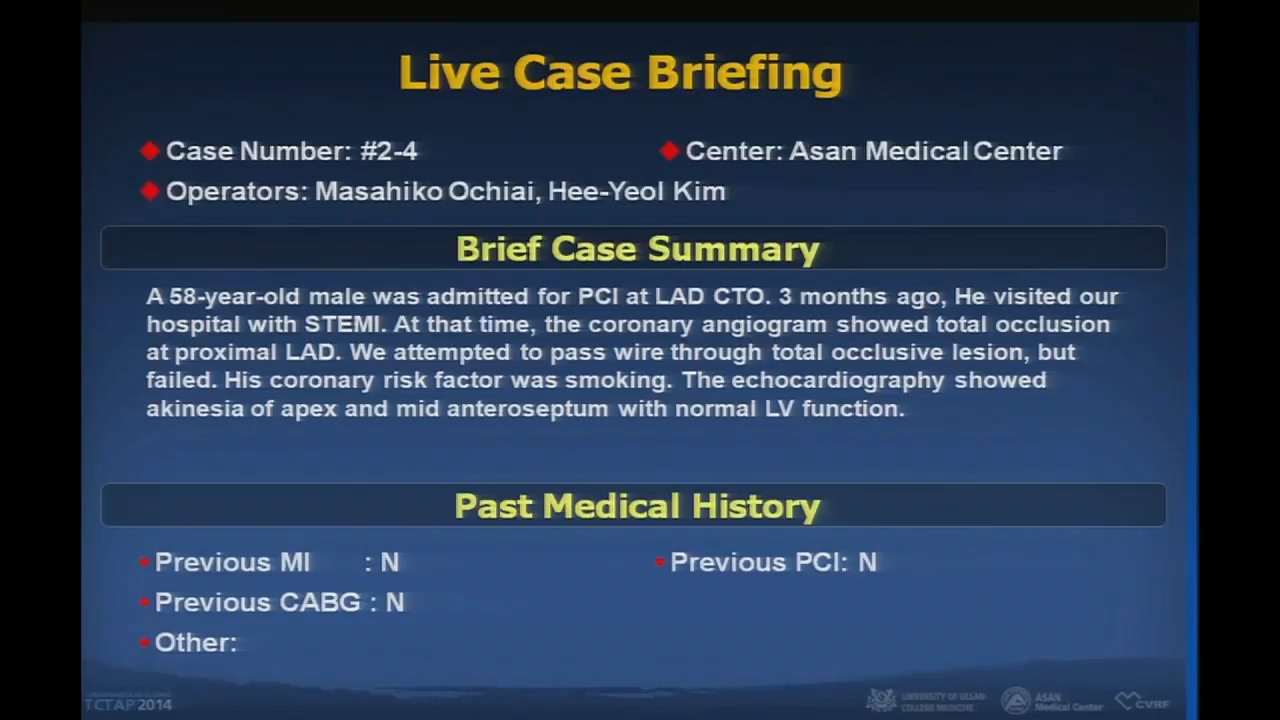 Live Case Briefing
Case Number: #2-4
Center: Asan Medical Center
Operators: Masahiko Ochiai, Hee-Yeol Kim
Brief Case Summary
A 58-year-old male was admitted for PCI at LAD CTO. 3 months ago, He visited our
hospital with STEMI. At that time, the coronary angiogram showed total occlusion
at proximal LAD. We attempted to pass wire through total occlusive lesion, but
failed. His coronary risk factor was smoking. The echocardiography showed
akinesia of apex and mid anteroseptum with normal LV function.
Past Medical History
Previous MI : N
Previous PCI: N
Previous CABG : N
Other:
TCTAP 2014
UNIVERSITY OF ULSAN
COLLEGE MEDICINE
ASAN
Medical Center
CVRF